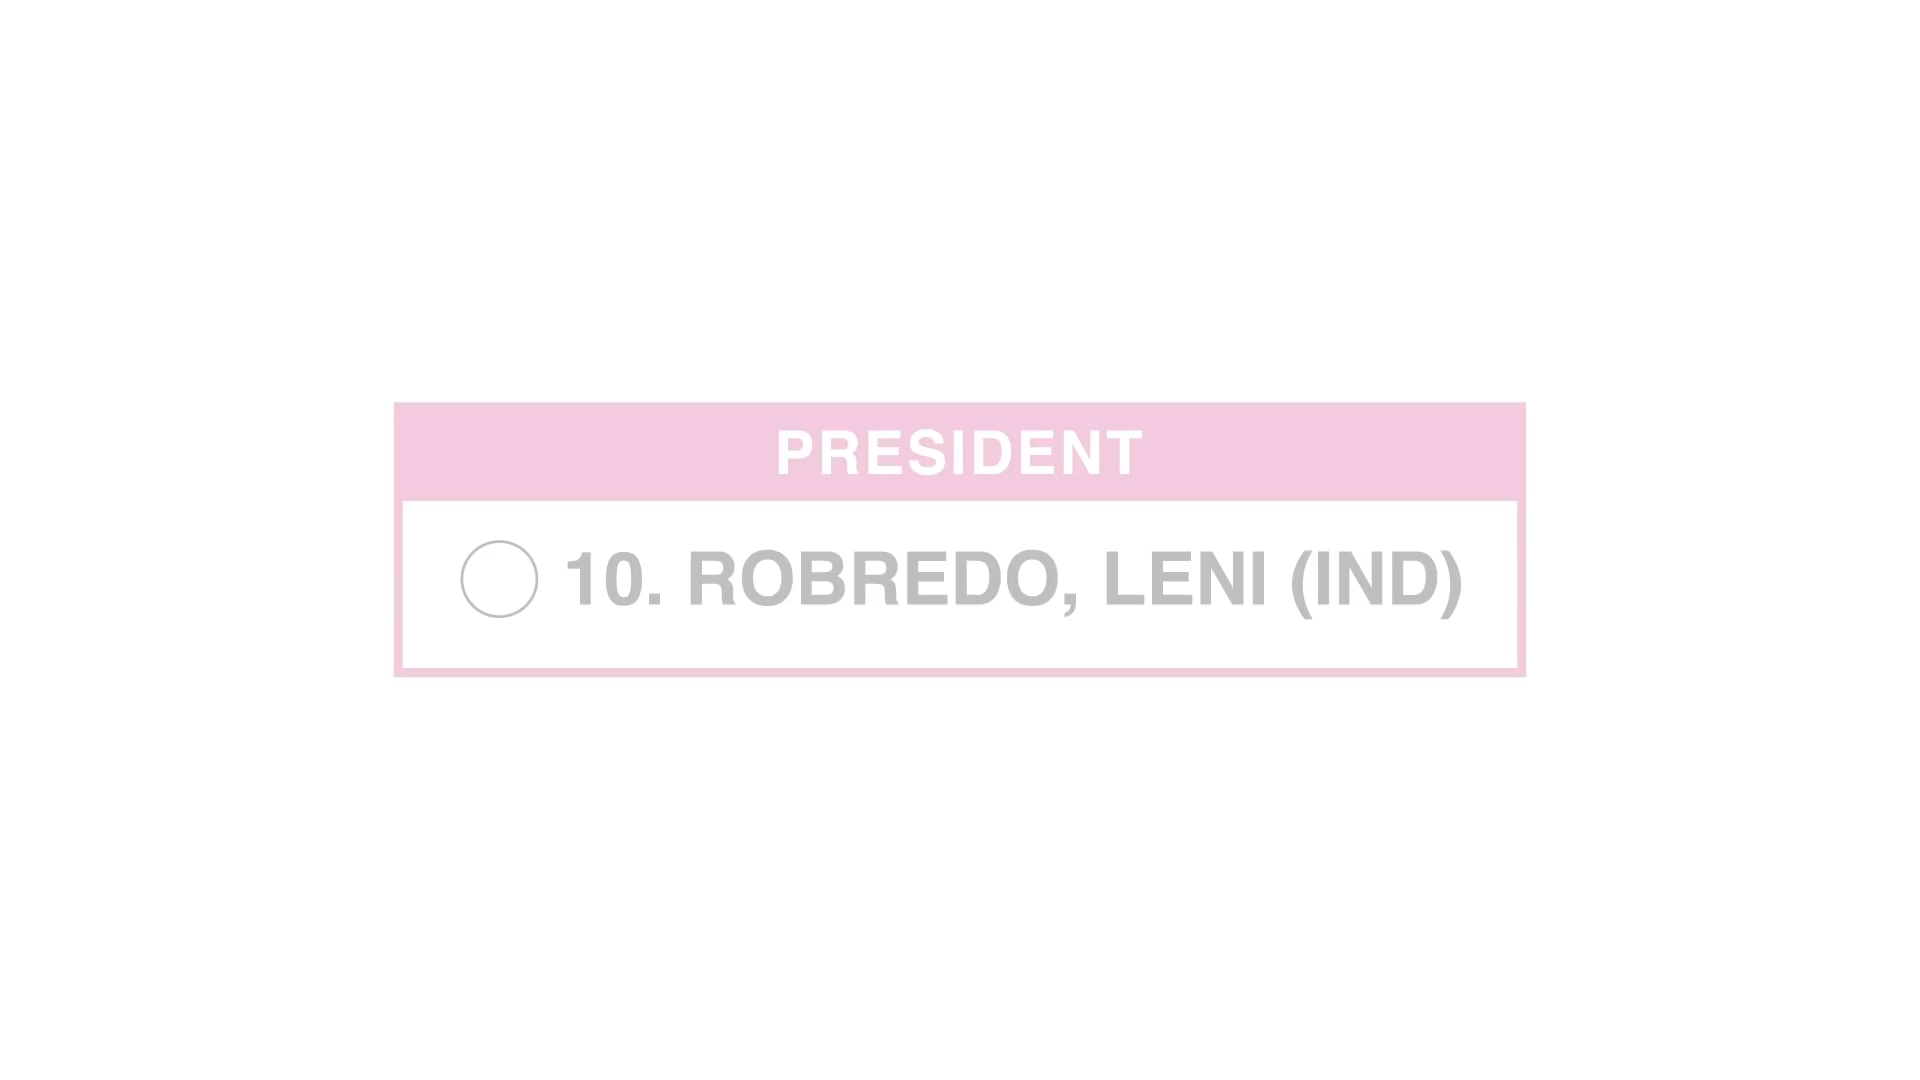 PRESIDENT
10. ROBREDO, LENI (IND)